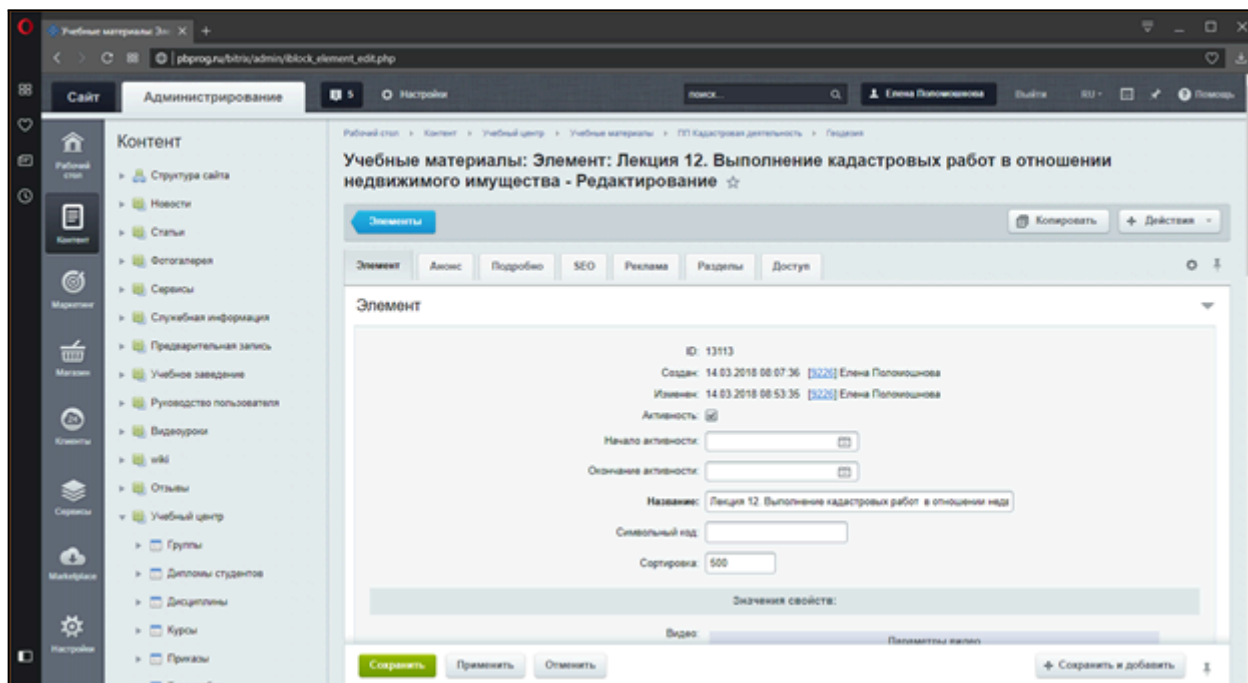 Учебные материалы: Эле
pbprog.ru/bitrix/admin/iblock_element_edit.php
Сайт
Администрирование
5
Настройки
поиск...
Елена Поломошнова
Выйти
RU
Помощь
Рабочий стол
Контент
Маркетинг
Магазин
24
Клиенты
Сервисы
Marketplace
Настройки
Контент
Структура сайта
Новости
Статьи
Фотогалерея
Сервисы
Служебная информация
Предварительная запись
Учебное заведение
Руководство пользователя
Видеоуроки
wiki
Отзывы
Учебный центр
Группы
Дипломы студентов
Дисциплины
Курсы
Приказы
Рабочий стол Контент Учебный центр Учебные материалы ПП Кадастровая деятельность Геодезия
Учебные материалы: Элемент: Лекция 12. Выполнение кадастровых работ в отношении
недвижимого имущества - Редактирование
Элементы
Копировать
+ Действия
Элемент Анонс Подробно SEO Реклама Разделы Доступ
Элемент
ID: 13113
Создан: 14.03.2018 08:07:36 [9226] Елена Поломошнова
Изменен: 14.03.2018 08:53:35 [9226] Елена Поломошнова
Активность:
Начало активности:
Окончание активности:
Название: Лекция 12. Выполнение кадастровых работ в отношении недв
Символьный код:
Сортировка: 500
Значения свойств:
Видео:
Параметры видео
Сохранить
Применить
Отменить
+ Сохранить и добавить